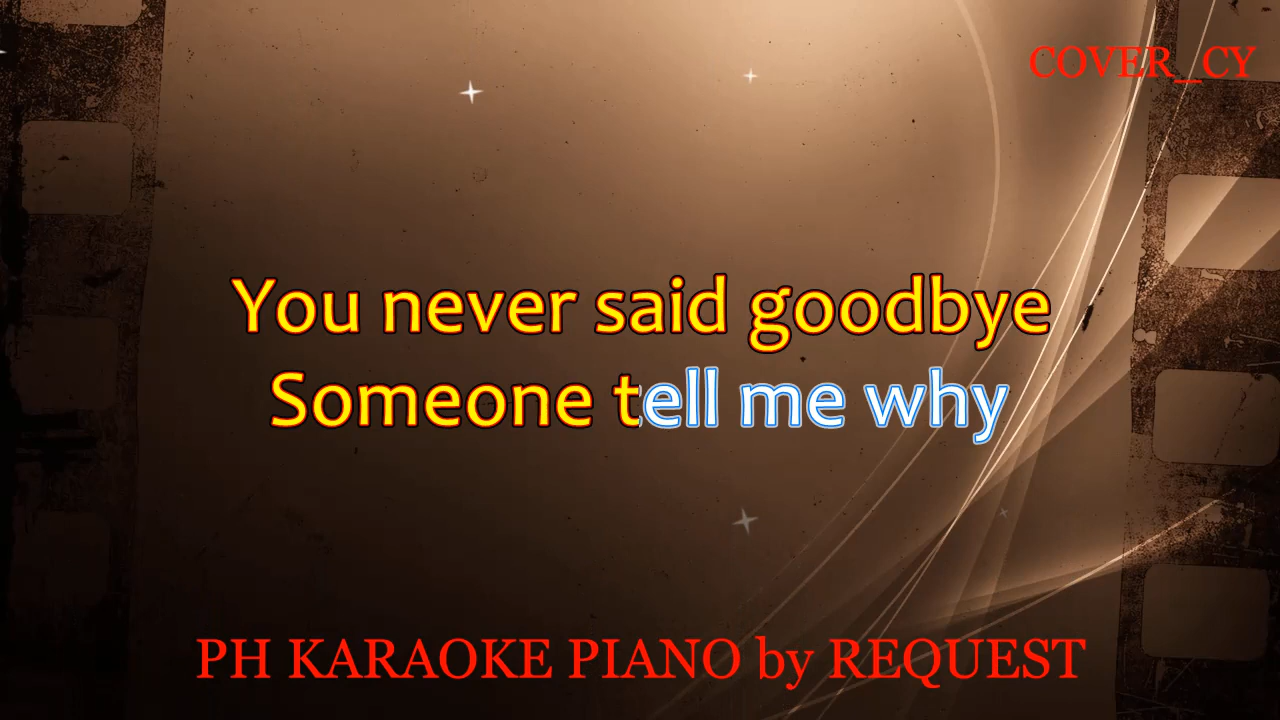 COVER_CY
You never said goodbye
Someone tell me why
PH KARAOKE PIANO by REQUEST